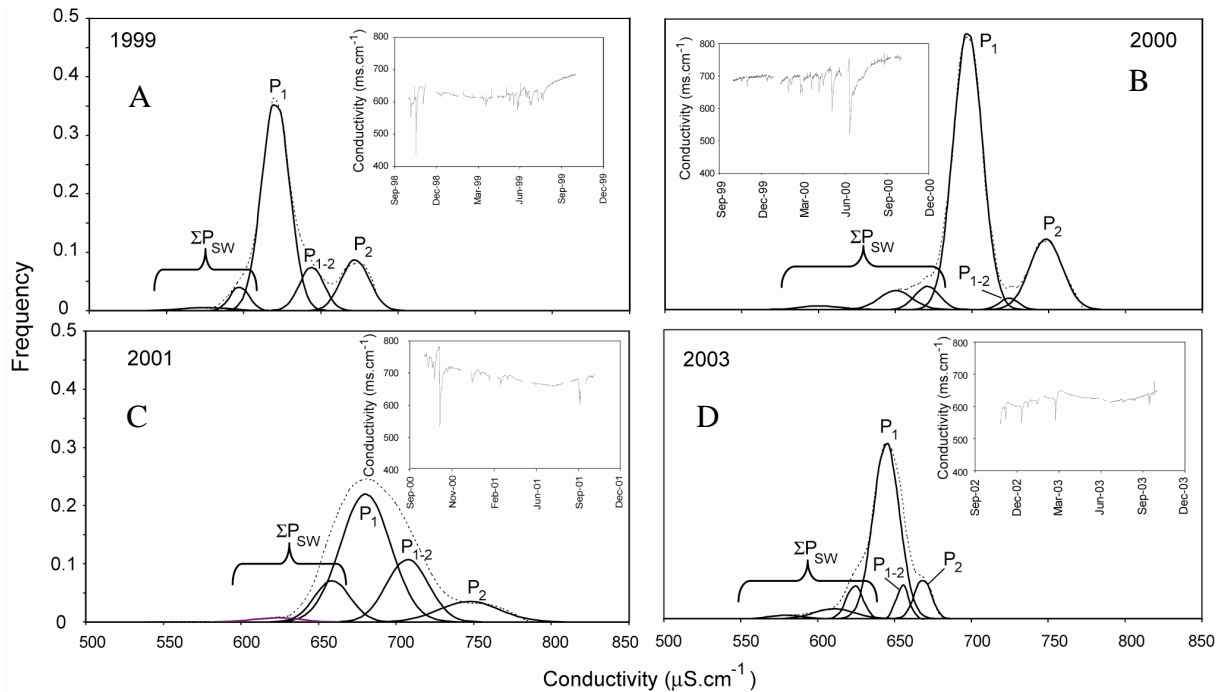 1999
A
P1
ΣPSW
P1-2
P2
0.5
0.4
0.3
0.2
0.1
0
Conductivity (ms.cm⁻¹)
800
700
600
500
400
Sep-98
Dec-98
Mar-99
Jun-99
Sep-99
Dec-99
2000
B
P1
ΣPSW
P1-2
P2
Conductivity (ms.cm⁻¹)
800
700
600
500
400
Sep-99
Dec-99
Mar-00
Jun-00
Sep-00
Dec-00
Frequency
2001
C
P1
ΣPSW
P1-2
P2
0.5
0.4
0.3
0.2
0.1
0
500 600 650 700 750 800 850
Conductivity (ms.cm⁻¹)
800
700
600
500
400
Sep-00
Nov-00
Feb-01
Jun-01
Sep-01
Dec-01
2003
D
P1
ΣPSW
P1-2
P2
500 550 600 650 700 750 800 850
Conductivity (ms.cm⁻¹)
800
700
600
500
400
Sep-02
Dec-02
Mar-03
Jun-03
Sep-03
Dec-03
Conductivity (µS.cm⁻¹)